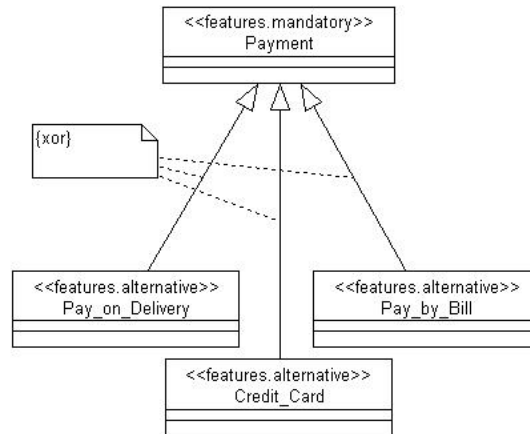 <<features.mandatory>>
Payment
{xor}
<<features.alternative>>
Pay_on_Delivery
<<features.alternative>>
Pay_by_Bill
<<features.alternative>>
Credit_Card